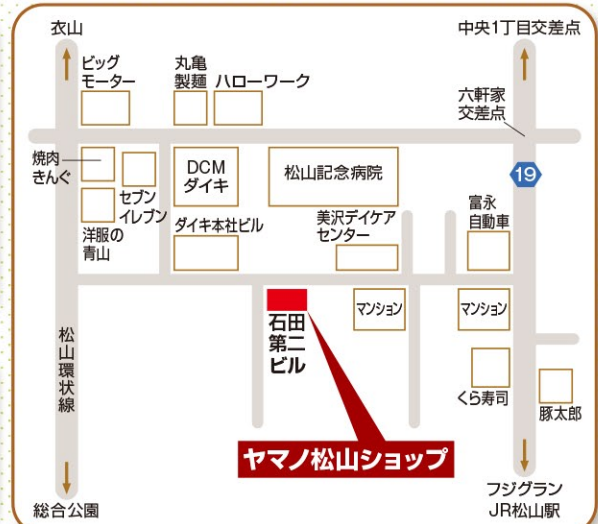 衣山
中央1丁目交差点
ビッグ
モーター
丸亀
製麺
ハローワーク
六軒家
交差点
焼肉
きんぐ
セブン
イレブン
洋服の
青山
DCM
ダイキ
松山記念病院
19
ダイキ本社ビル
美沢デイケア
センター
富永
自動車
石田
第二
ビル
マンション
マンション
松山環状線
くら寿司
豚太郎
ヤマノ松山ショップ
総合公園
フジグラン
JR松山駅